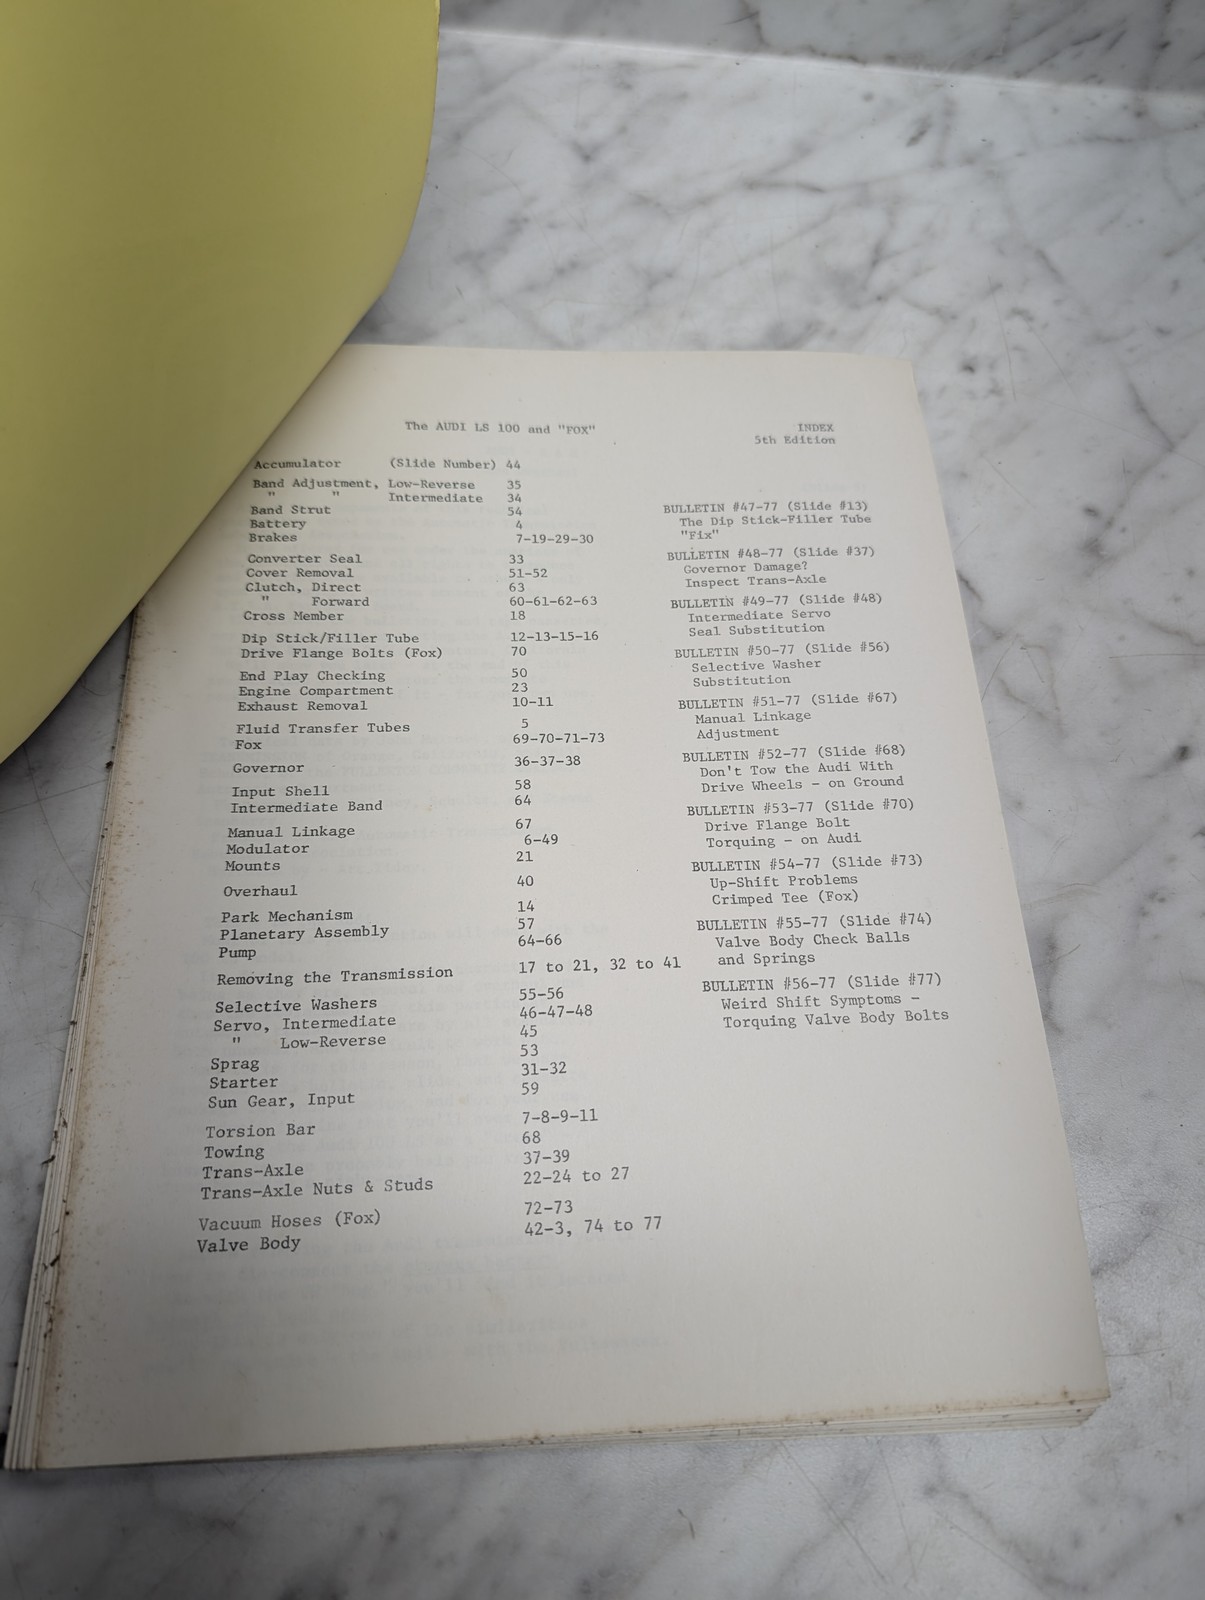 The AUDI LS 100 and "FOX"
INDEX
5th Edition
Accumulator (Slide Number) 44
Band Adjustment, Low-Reverse 35
" " Intermediate 34
Band Strut 54
Battery 4
Brakes 7-19-29-30
Converter Seal 33
Cover Removal 51-52
Clutch, Direct 63
" Forward 60-61-62-63
Cross Member 18
Dip Stick/Filler Tube 12-13-15-16
Drive Flange Bolts (Fox) 70
End Play Checking 50
Engine Compartment 23
Exhaust Removal 10-11
Fluid Transfer Tubes 5
Fox 69-70-71-73
Governor 36-37-38
Input Shell 58
Intermediate Band 64
Manual Linkage 67
Modulator 6-49
Mounts 21
Overhaul 40
Park Mechanism 14
Planetary Assembly 57
Pump 64-66
Removing the Transmission 17 to 21, 32 to 41
Selective Washers 55-56
Servo, Intermediate 46-47-48
" Low-Reverse 45
Sprag 53
Starter 31-32
Sun Gear, Input 59
Torsion Bar 7-8-9-11
Towing 68
Trans-Axle 37-39
Trans-Axle Nuts & Studs 22-24 to 27
Vacuum Hoses (Fox) 72-73
Valve Body 42-3, 74 to 77
BULLETIN #47-77 (Slide #13)
The Dip Stick-Filler Tube
"Fix"
BULLETIN #48-77 (Slide #37)
Governor Damage?
Inspect Trans-Axle
BULLETIN #49-77 (Slide #48)
Intermediate Servo
Seal Substitution
BULLETIN #50-77 (Slide #56)
Selective Washer
Substitution
BULLETIN #51-77 (Slide #67)
Manual Linkage
Adjustment
BULLETIN #52-77 (Slide #68)
Don't Tow the Audi With
Drive Wheels - on Ground
BULLETIN #53-77 (Slide #70)
Drive Flange Bolt
Torquing - on Audi
BULLETIN #54-77 (Slide #73)
Up-Shift Problems
Crimped Tee (Fox)
BULLETIN #55-77 (Slide #74)
Valve Body Check Balls
and Springs
BULLETIN #56-77 (Slide #77)
Weird Shift Symptoms -
Torquing Valve Body Bolts